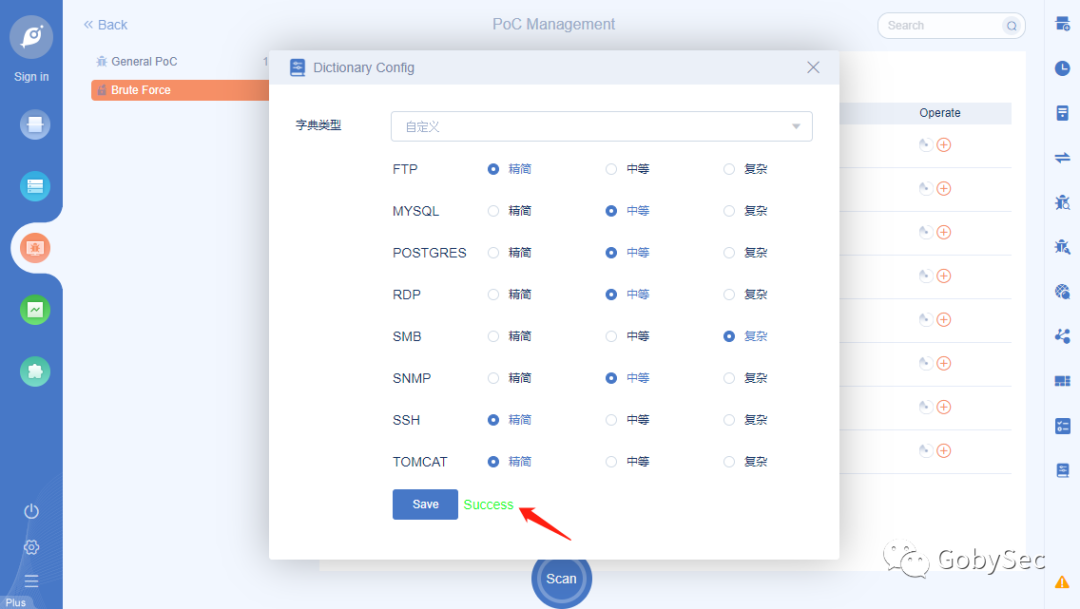 Sign in
Plus
Back
PoC Management
Search
General PoC
1
Brute Force
Operate
Dictionary Config
字典类型
自定义
FTP 精简 中等 复杂
MYSQL 精简 中等 复杂
POSTGRES 精简 中等 复杂
RDP 精简 中等 复杂
SMB 精简 中等 复杂
SNMP 精简 中等 复杂
SSH 精简 中等 复杂
TOMCAT 精简 中等 复杂
Save Success
Scan
GobySec